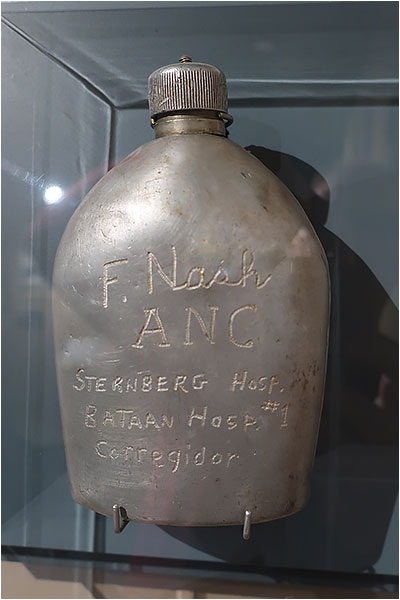 F. Nash
ANC
STERNBERG HOSP.
BATAAN HOSP. #1
Corregidor